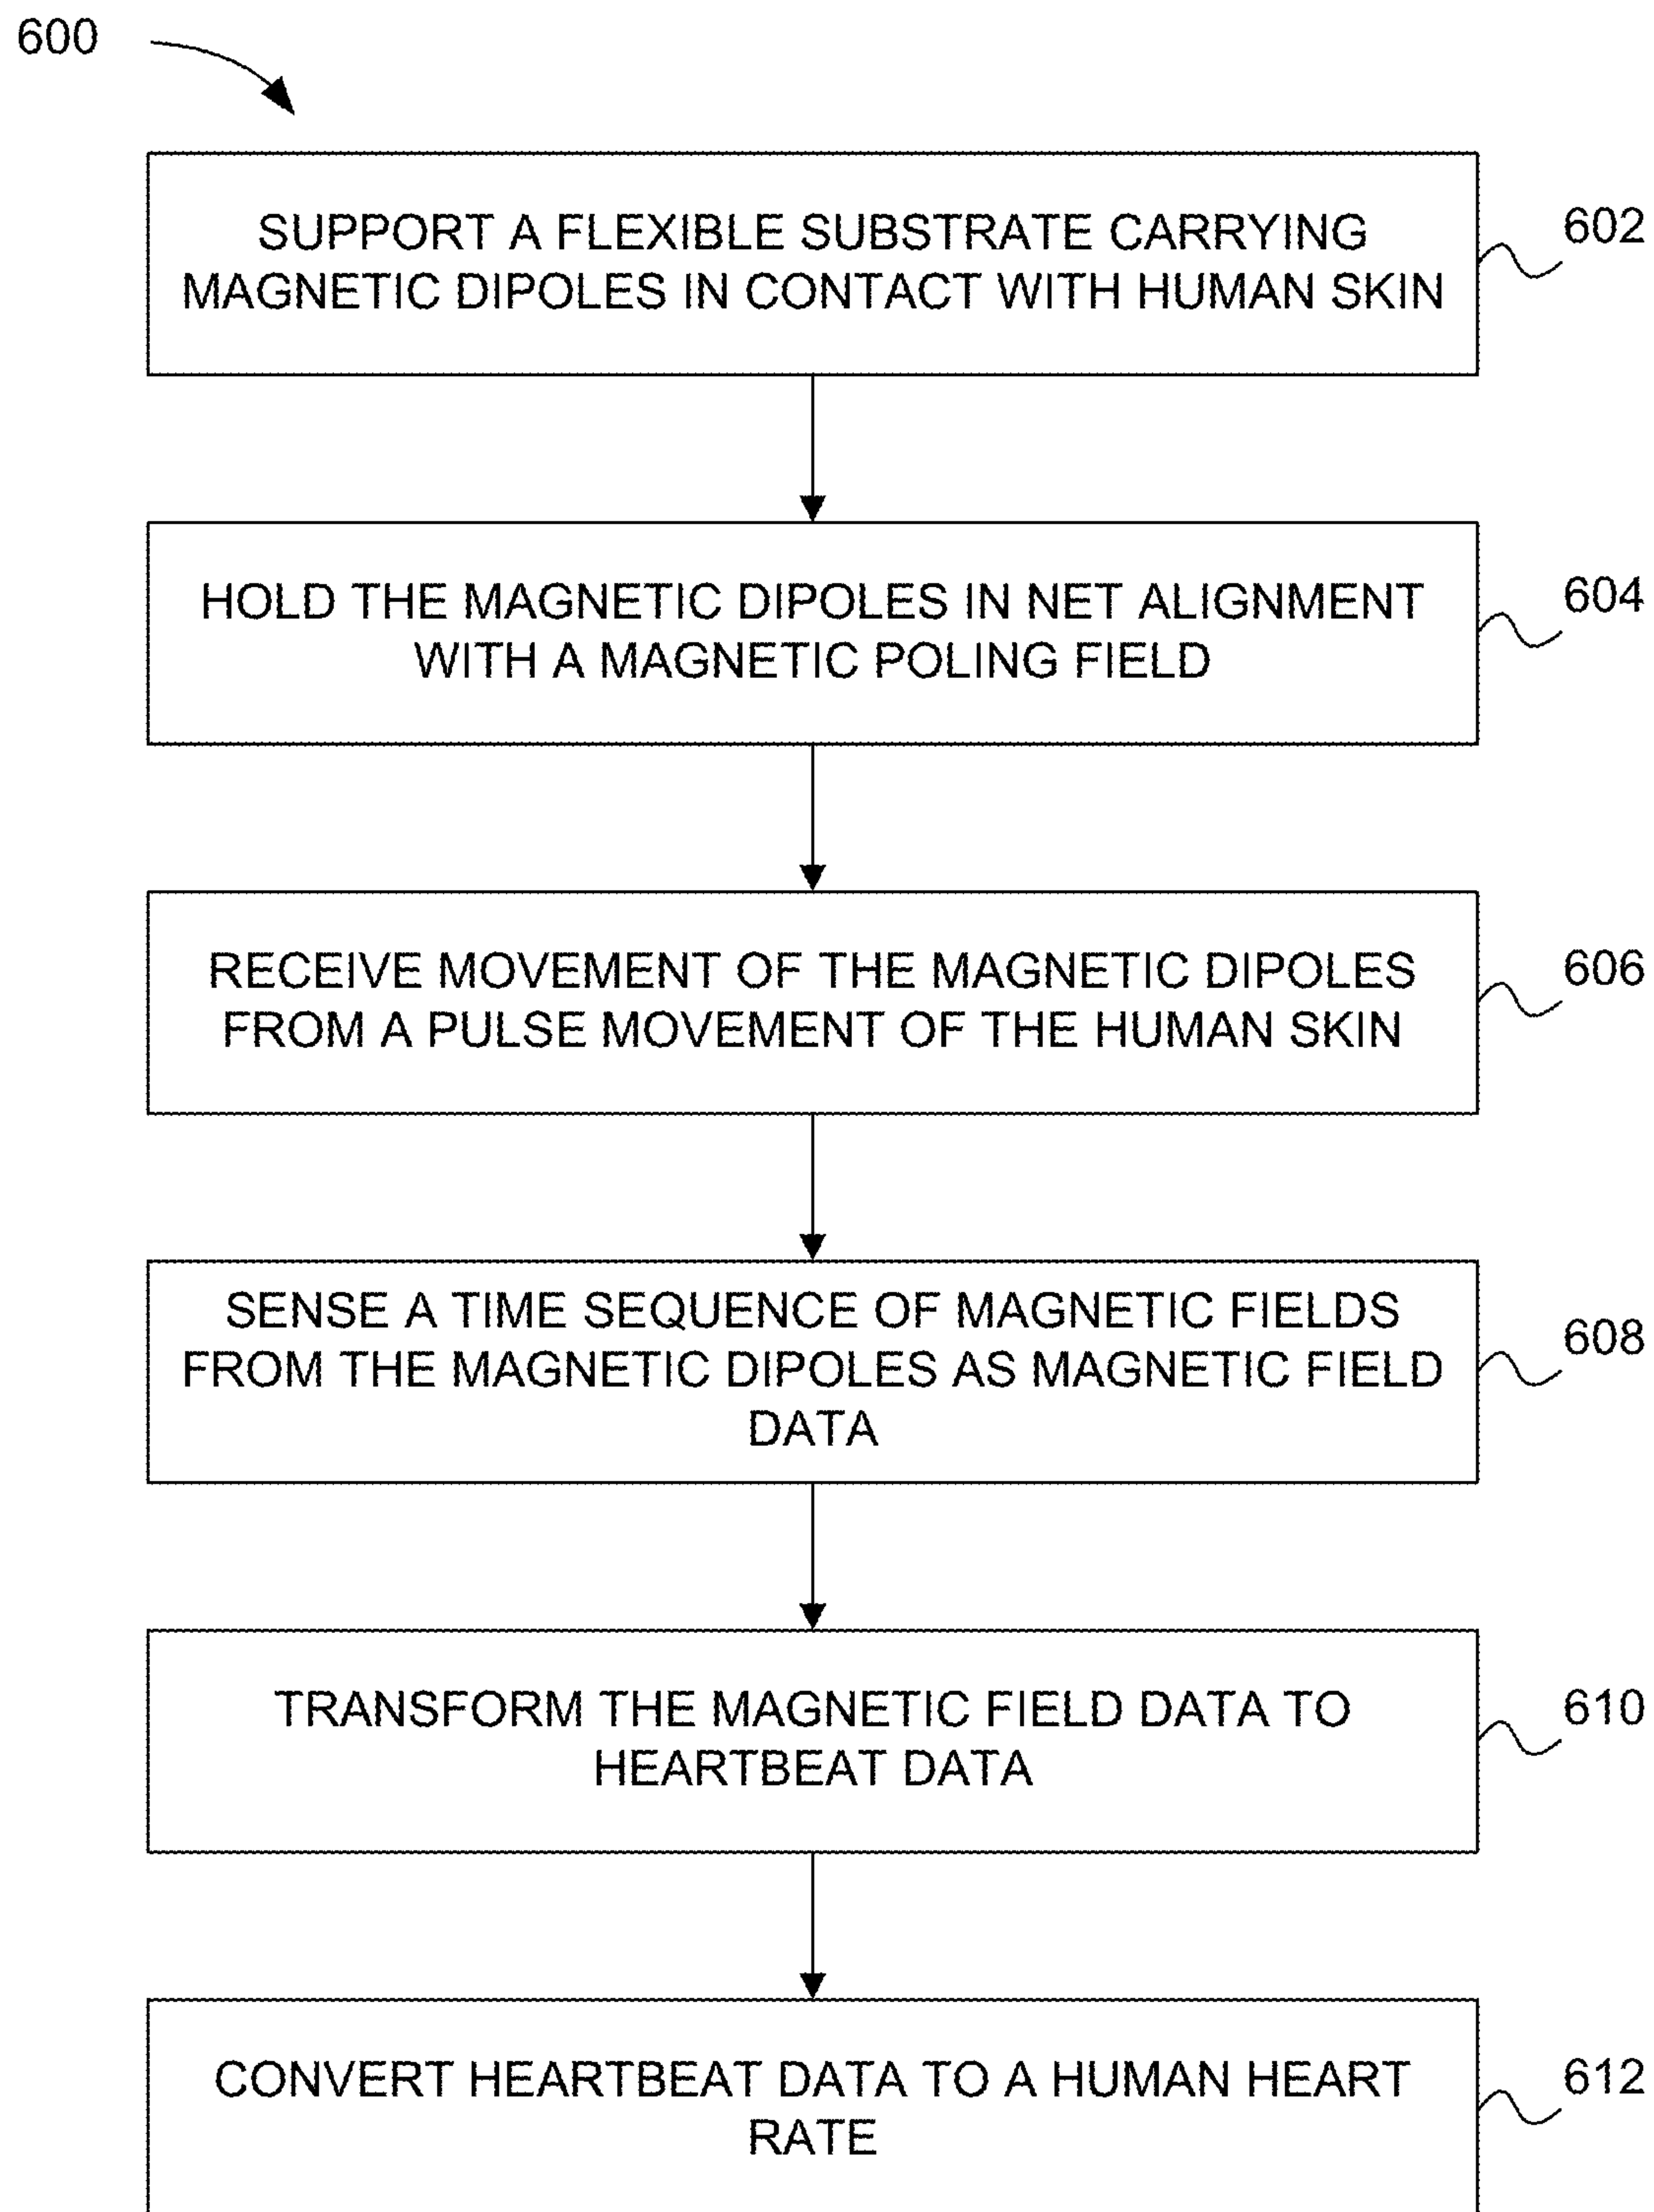 600
SUPPORT A FLEXIBLE SUBSTRATE CARRYING
MAGNETIC DIPOLES IN CONTACT WITH HUMAN SKIN
602
HOLD THE MAGNETIC DIPOLES IN NET ALIGNMENT
WITH A MAGNETIC POLING FIELD
604
RECEIVE MOVEMENT OF THE MAGNETIC DIPOLES
FROM A PULSE MOVEMENT OF THE HUMAN SKIN
606
SENSE A TIME SEQUENCE OF MAGNETIC FIELDS
FROM THE MAGNETIC DIPOLES AS MAGNETIC FIELD
DATA
608
TRANSFORM THE MAGNETIC FIELD DATA TO
HEARTBEAT DATA
610
CONVERT HEARTBEAT DATA TO A HUMAN HEART
RATE
612